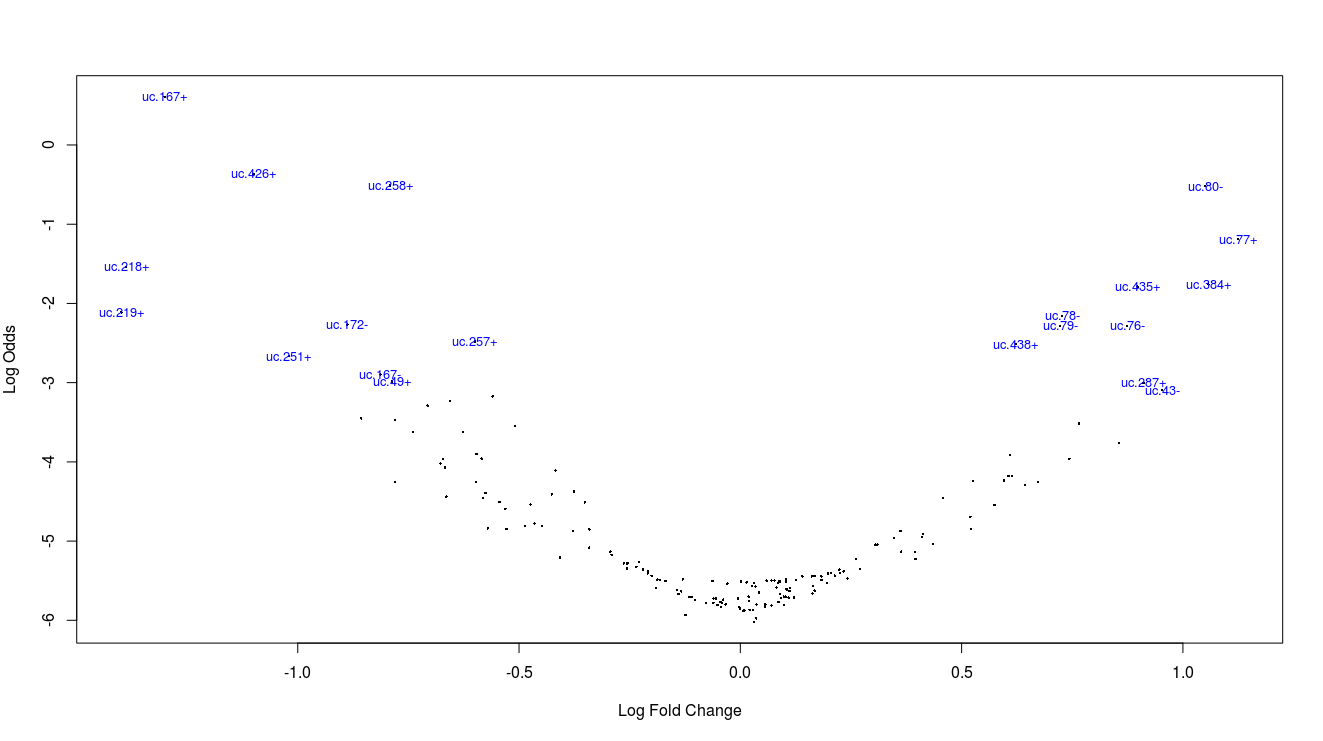 uc.167+
uc.426+
uc.258+
uc.80-
uc.77+
uc.218+
uc.384+
uc.435+
uc.219+
uc.78-
uc.172-
uc.79-
uc.76-
uc.257+
uc.438+
uc.251+
uc.167-
uc.49+
uc.287+
uc.43-
0
-1
-2
-3
-4
-5
-6
Log Odds
-1.0
-0.5
0.0
0.5
1.0
Log Fold Change